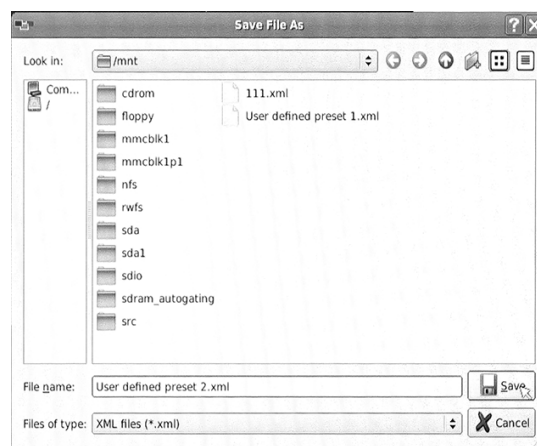 Save File As
Look in:
/mnt
Com...
/
cdrom
floppy
mmcblk1
mmcblk1p1
nfs
rwfs
sda
sda1
sdio
sdram_autogating
src
111.xml
User defined preset 1.xml
File name:
User defined preset 2.xml
Save
Files of type:
XML files (*.xml)
Cancel